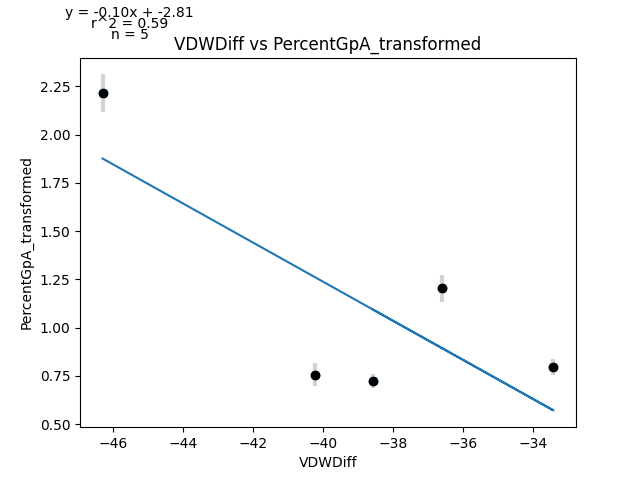 y = -0.10x + -2.81
r^2 = 0.59
n = 5
VDWDiff vs PercentGpA_transformed
2.25
2.00
1.75
1.50
1.25
1.00
0.75
0.50
PercentGpA_transformed
−46 −44 −42 −40 −38 −36 −34
VDWDiff